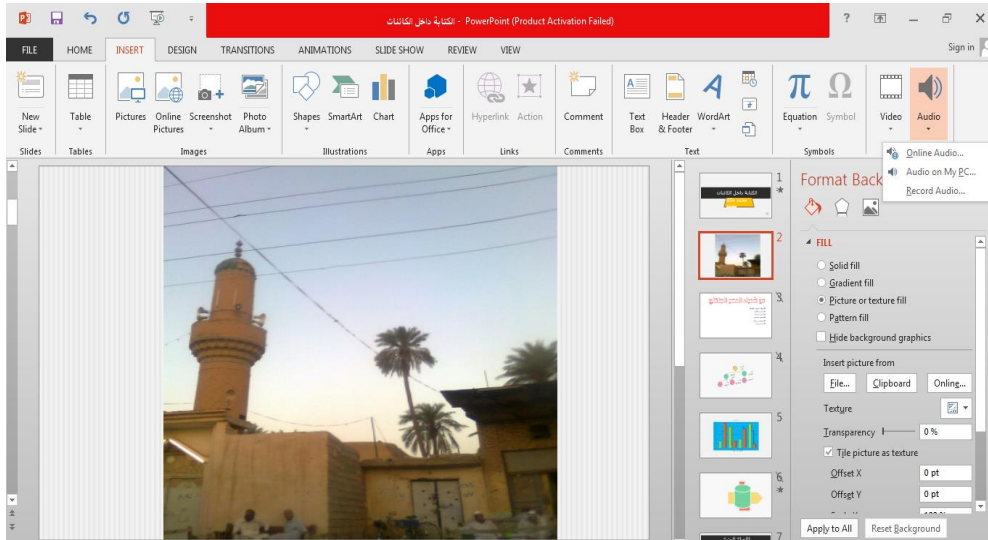 الكتابة داخل الكائنات - PowerPoint (Product Activation Failed)
FILE HOME INSERT DESIGN TRANSITIONS ANIMATIONS SLIDE SHOW REVIEW VIEW Sign in
New Slide
Table
Pictures
Online Pictures
Screenshot
Photo Album
Shapes
SmartArt
Chart
Apps for Office
Hyperlink
Action
Comment
Text Box
Header & Footer
WordArt
Equation
Symbol
Video
Audio
Slides Tables Images Illustrations Apps Links Comments Text Symbols
Online Audio...
Audio on My PC...
Record Audio...
1
الكتابة داخل الكائنات
2
3
4
5
6
7
Format Back
FILL
Solid fill
Gradient fill
Picture or texture fill
Pattern fill
Hide background graphics
Insert picture from
File... Clipboard Online...
Texture
Transparency 0 %
Tile picture as texture
Offset X 0 pt
Offset Y 0 pt
Apply to All Reset Background